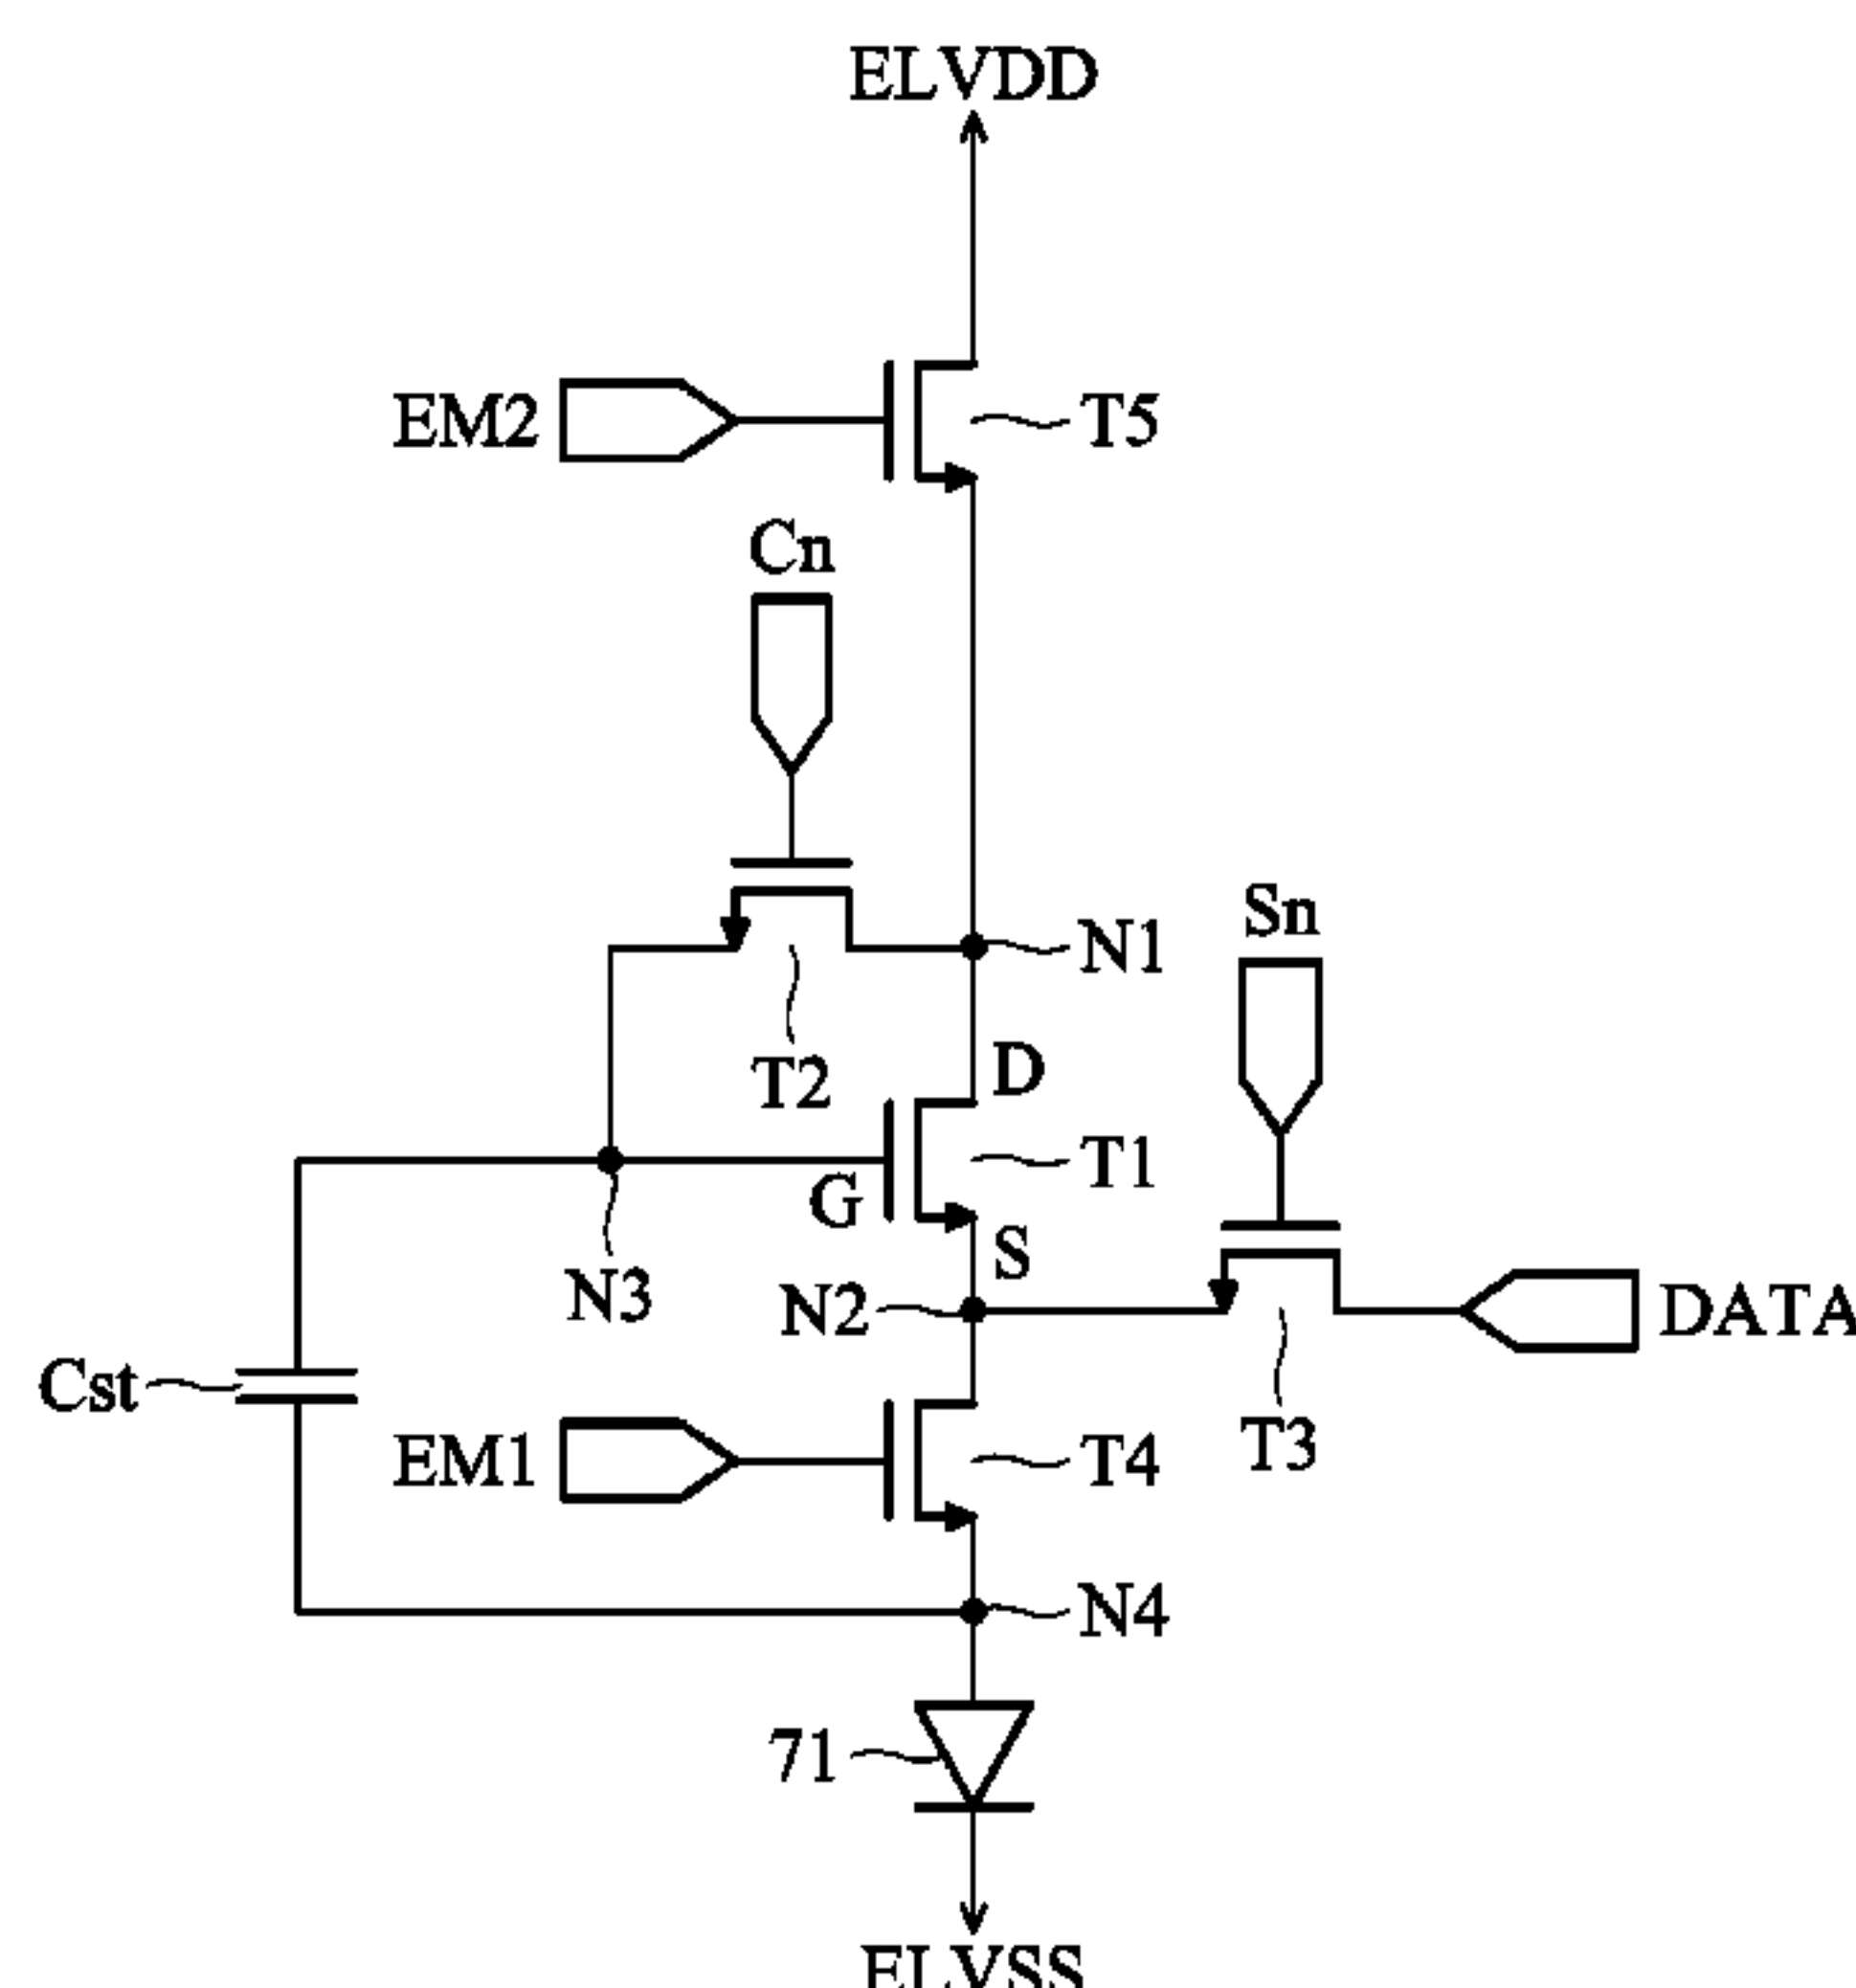 ELVDD
EM2
T5
Cn
Sn
N1
T2
D
T1
G
S
N3
N2
DATA
Cst
EM1
T4
T3
N4
71
ELVSS